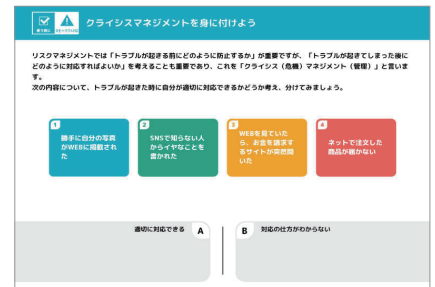 クライシスマネジメントを身に付けよう
リスクマネジメントでは「トラブルが起きる前にどのように防止するか」が重要ですが、「トラブルが起きてしまった後に
どのように対応すればよいか」を考えることも重要であり、これを「クライシス（危機）マネジメント（管理）」と言いま
す。
次の内容について、トラブルが起きた時に自分が適切に対応できるかどうか考え、分けてみましょう。
1
勝手に自分の写真
がWEBに掲載され
た
2
SNSで知らない人
からイヤなことを
書かれた
3
WEBを見ていた
ら、お金を請求す
るサイトが突然開
いた
4
ネットで注文した
商品が届かない
適切に対応できる A
B 対応の仕方がわからない